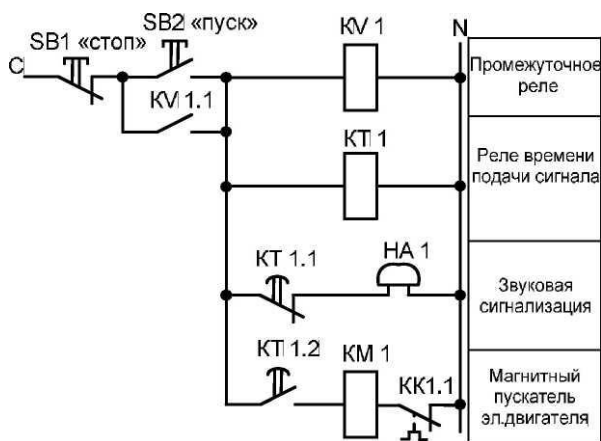 SB1 «стоп»
SB2 «пуск»
C
KV 1
N
Промежуточное
реле
KV 1.1
KT 1
Реле времени
подачи сигнала
KT 1.1
HA 1
Звуковая
сигнализация
KT 1.2
KM 1
KK1.1
Магнитный
пускатель
эл.двигателя